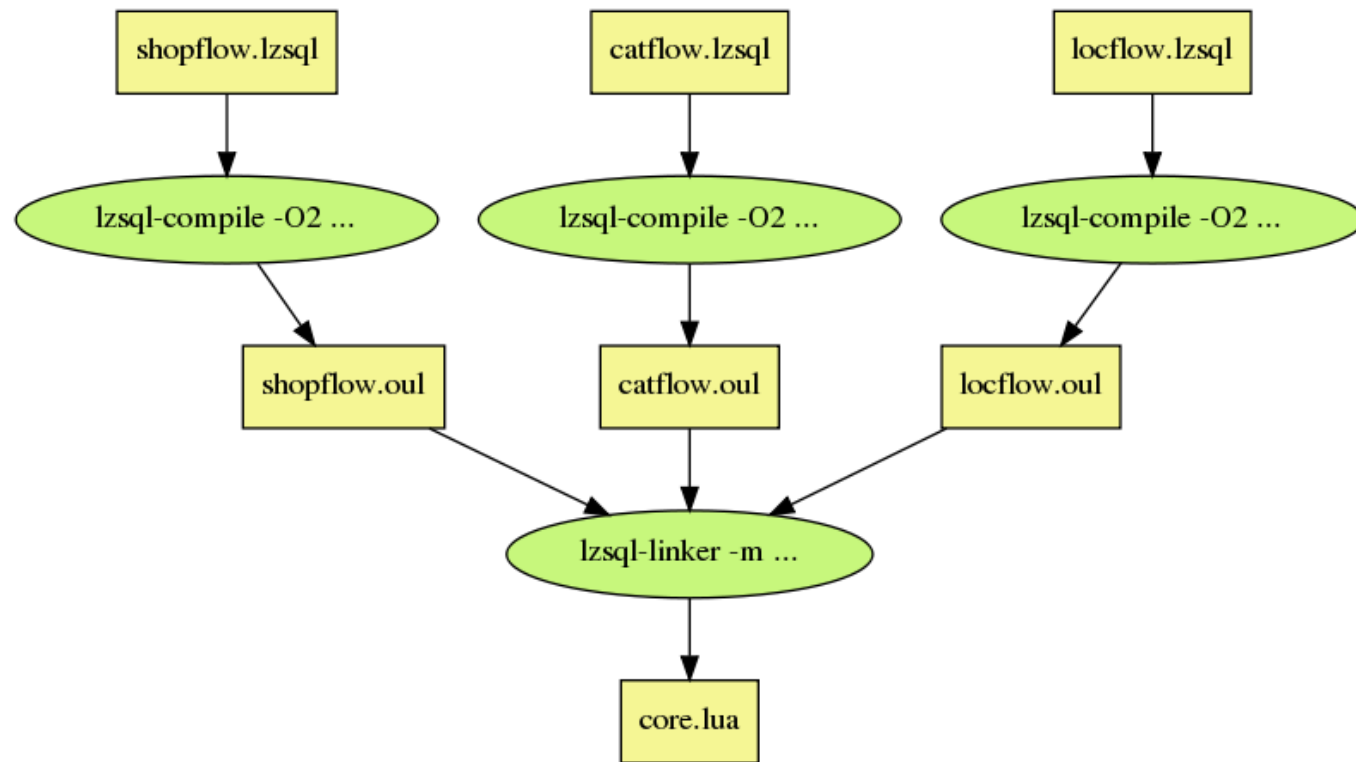 shopflow.lzsql
catflow.lzsql
locflow.lzsql
lzsql-compile -O2 ...
lzsql-compile -O2 ...
lzsql-compile -O2 ...
shopflow.oul
catflow.oul
locflow.oul
lzsql-linker -m ...
core.lua